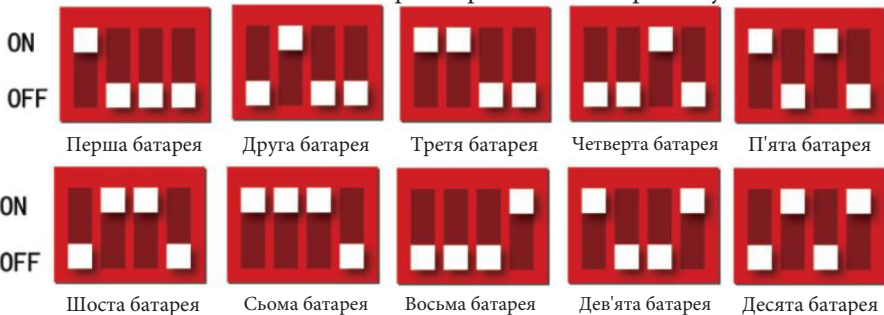 ON
OFF
Перша батарея Друга батарея Третя батарея Четверта батарея П'ята батарея
ON
OFF
Шоста батарея Сьома батарея Восьма батарея Дев'ята батарея Десята батарея